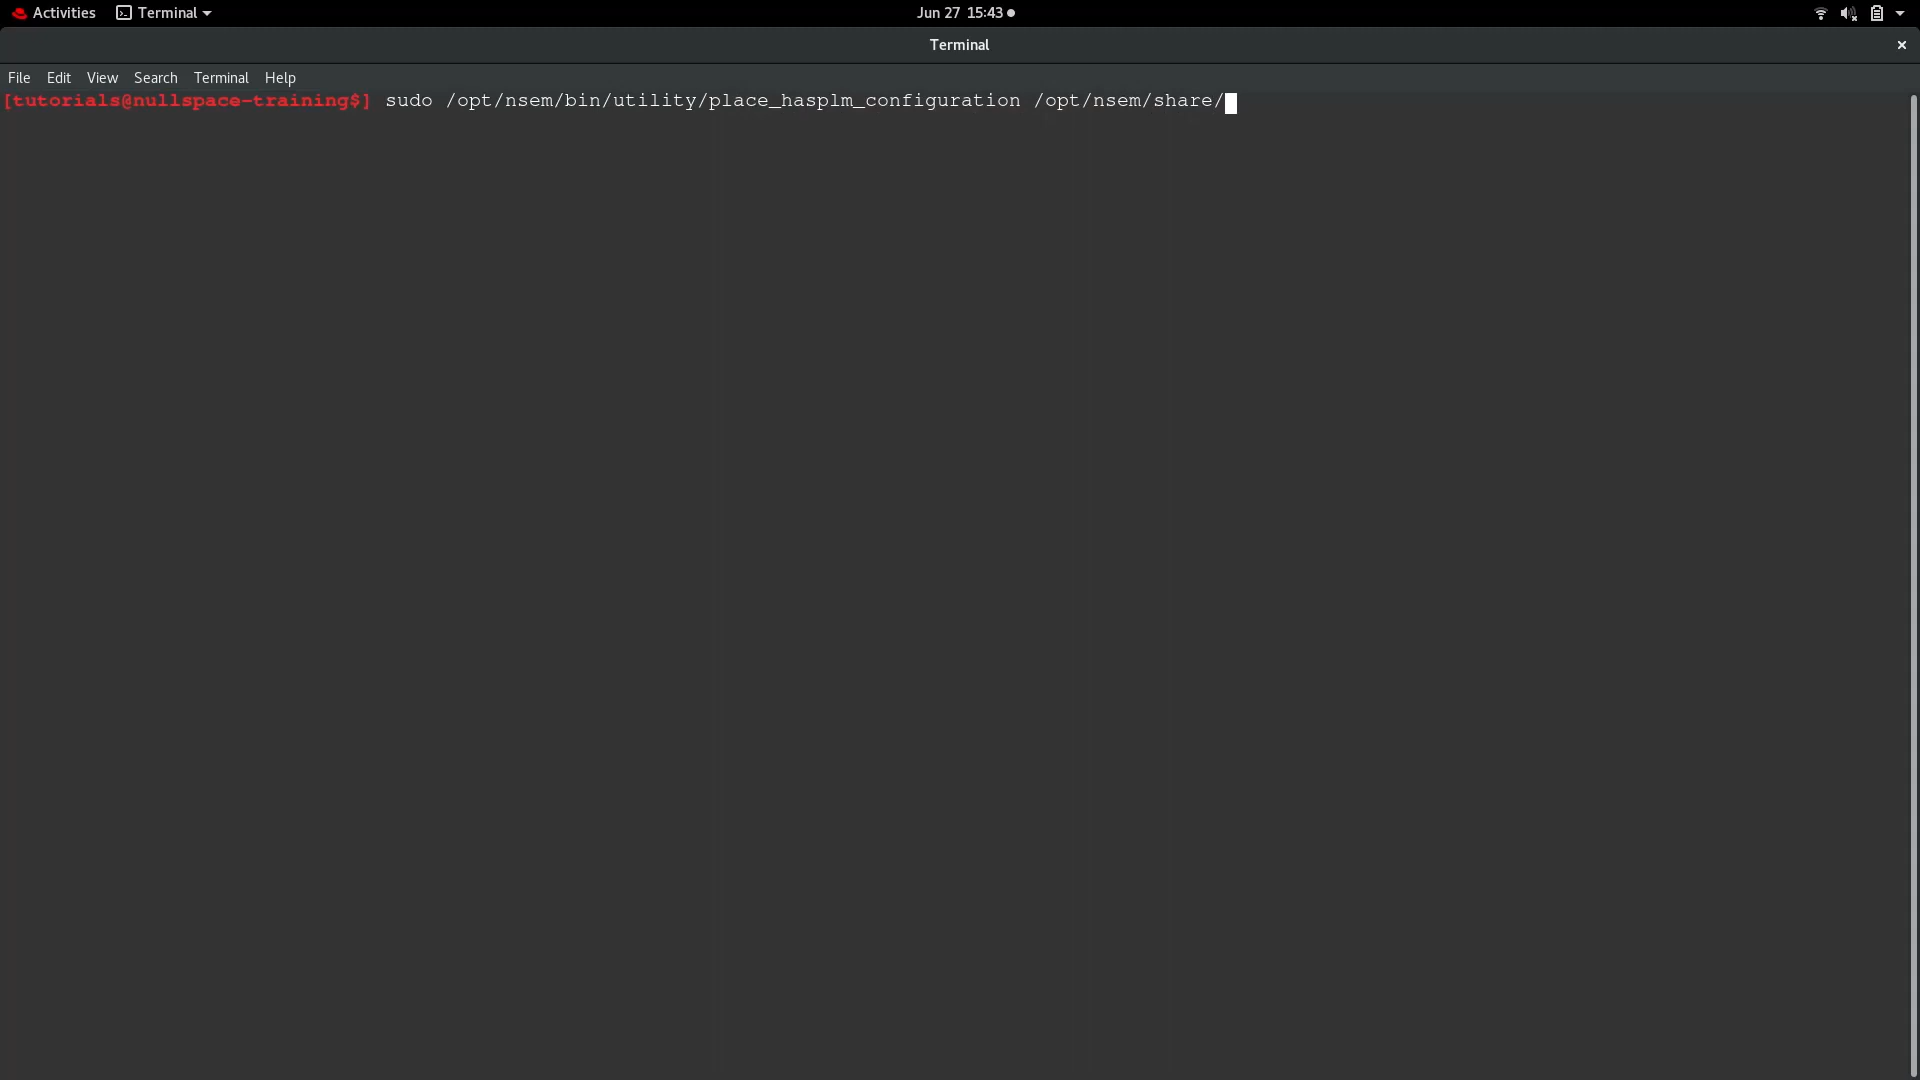 Activities Terminal Jun 27 15:43
Terminal
File Edit View Search Terminal Help
[tutorials@nullspace-training$] sudo /opt/nsem/bin/utility/place_hasplm_configuration /opt/nsem/share/